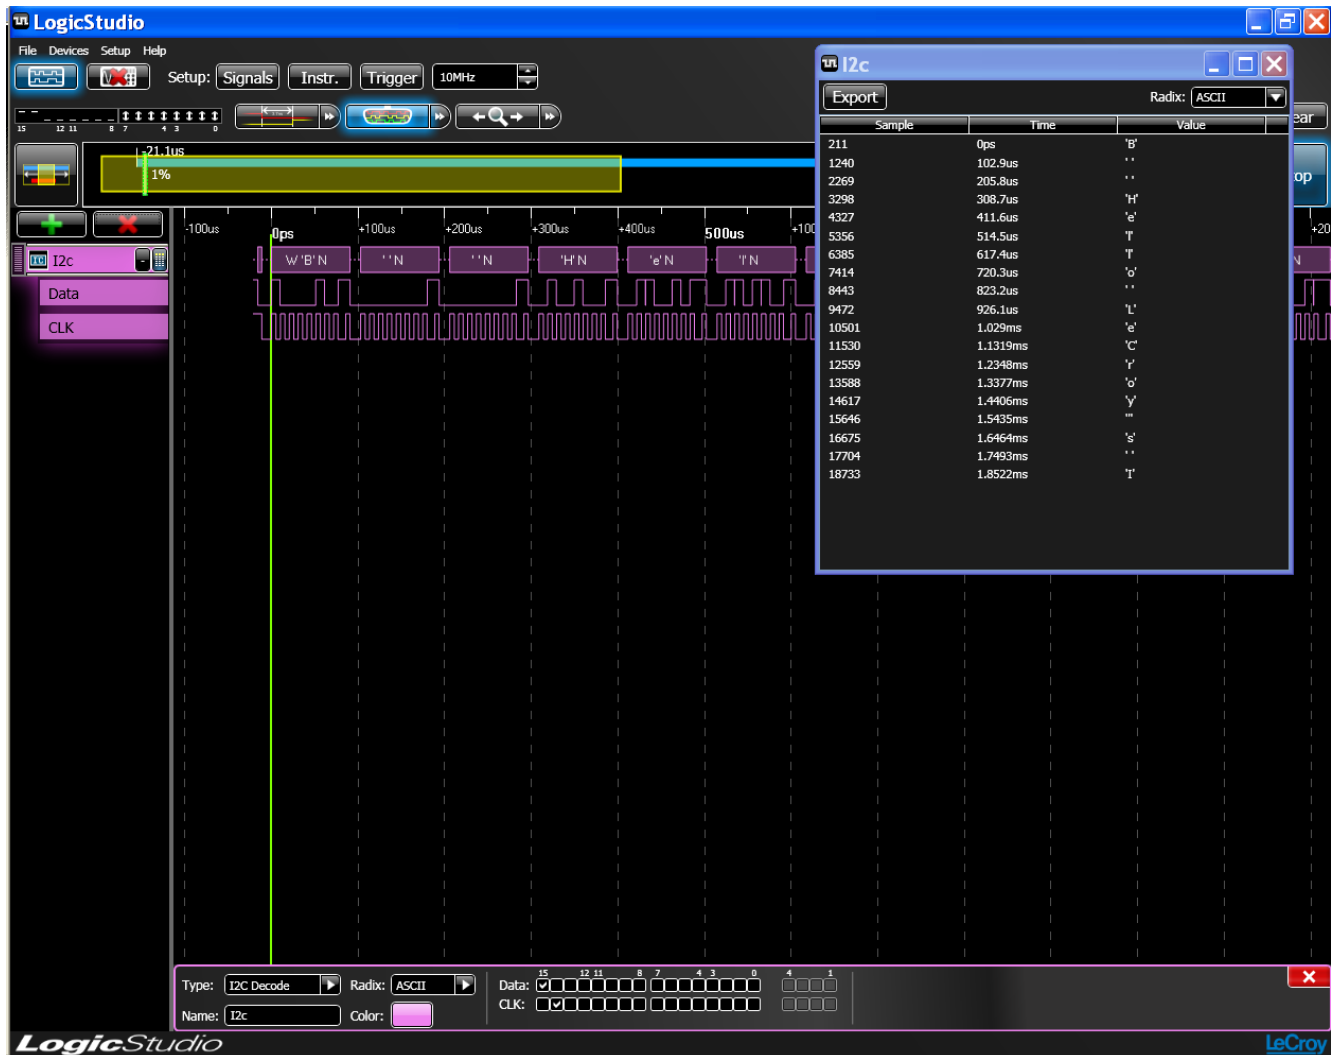 LogicStudio
File Devices Setup Help
Setup: Signals Instr. Trigger 10MHz
15 12 11 8 7 4 3 0
-21.1us
1%
-100us 0ps +100us +200us +300us +400us 500us +100 +20
I2c
W 'B' N ' ' N ' ' N 'H' N 'e' N 'l' N N
Data
CLK
I2c
Export Radix: ASCII
Sample Time Value
211 0ps 'B'
1240 102.9us ' '
2269 205.8us ' '
3298 308.7us 'H'
4327 411.6us 'e'
5356 514.5us 'l'
6385 617.4us 'l'
7414 720.3us 'o'
8443 823.2us ' '
9472 926.1us 'L'
10501 1.029ms 'e'
11530 1.1319ms 'C'
12559 1.2348ms 'r'
13588 1.3377ms 'o'
14617 1.4406ms 'y'
15646 1.5435ms '''
16675 1.6464ms 's'
17704 1.7493ms ' '
18733 1.8522ms 'I'
ear
op
Type: I2C Decode Radix: ASCII
Name: I2c Color:
15 12 11 8 7 4 3 0 4 1
Data:
CLK:
LogicStudio
LeCroy